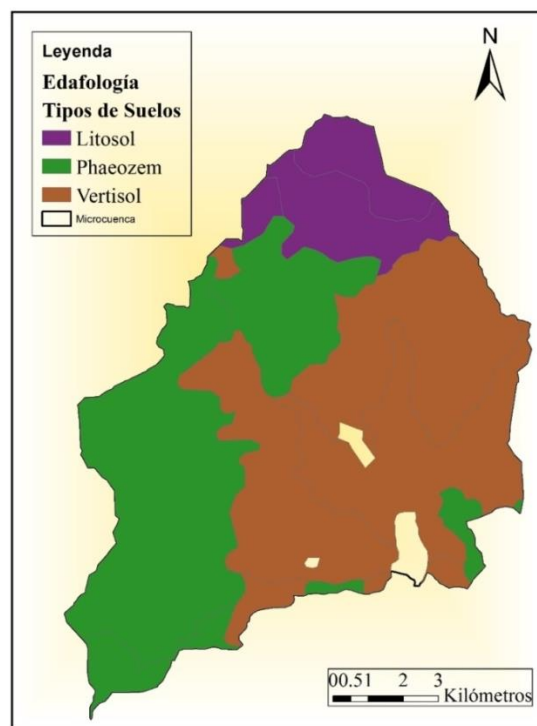 Leyenda
Edafología
Tipos de Suelos
Litosol
Phaeozem
Vertisol
Microcuenca
N
00.51 2 3
Kilómetros